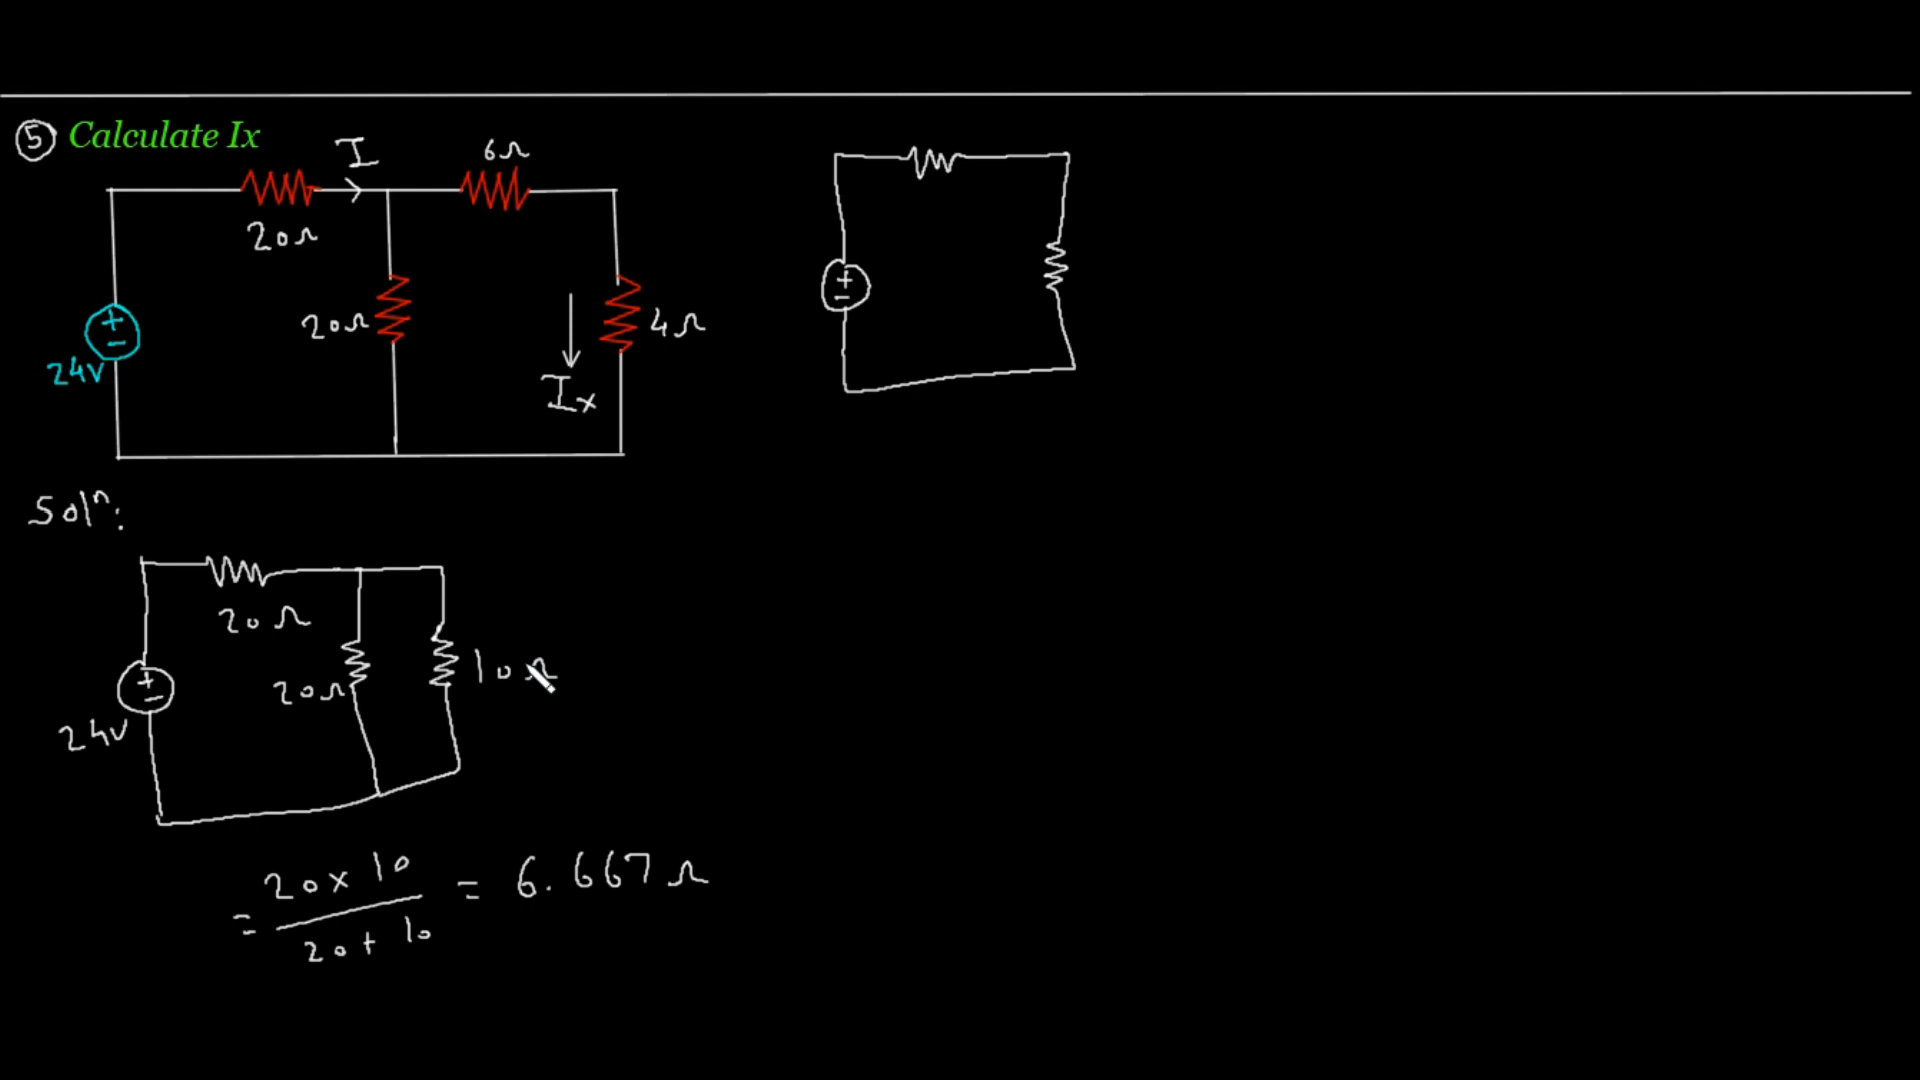 ⑤ Calculate Ix
I
6Ω
20Ω
20Ω
4Ω
+
-
24V
Ix
+
-
Solⁿ:
20Ω
+
-
20Ω
10Ω
24V
= 20 x 10 / 20 + 10 = 6.667Ω